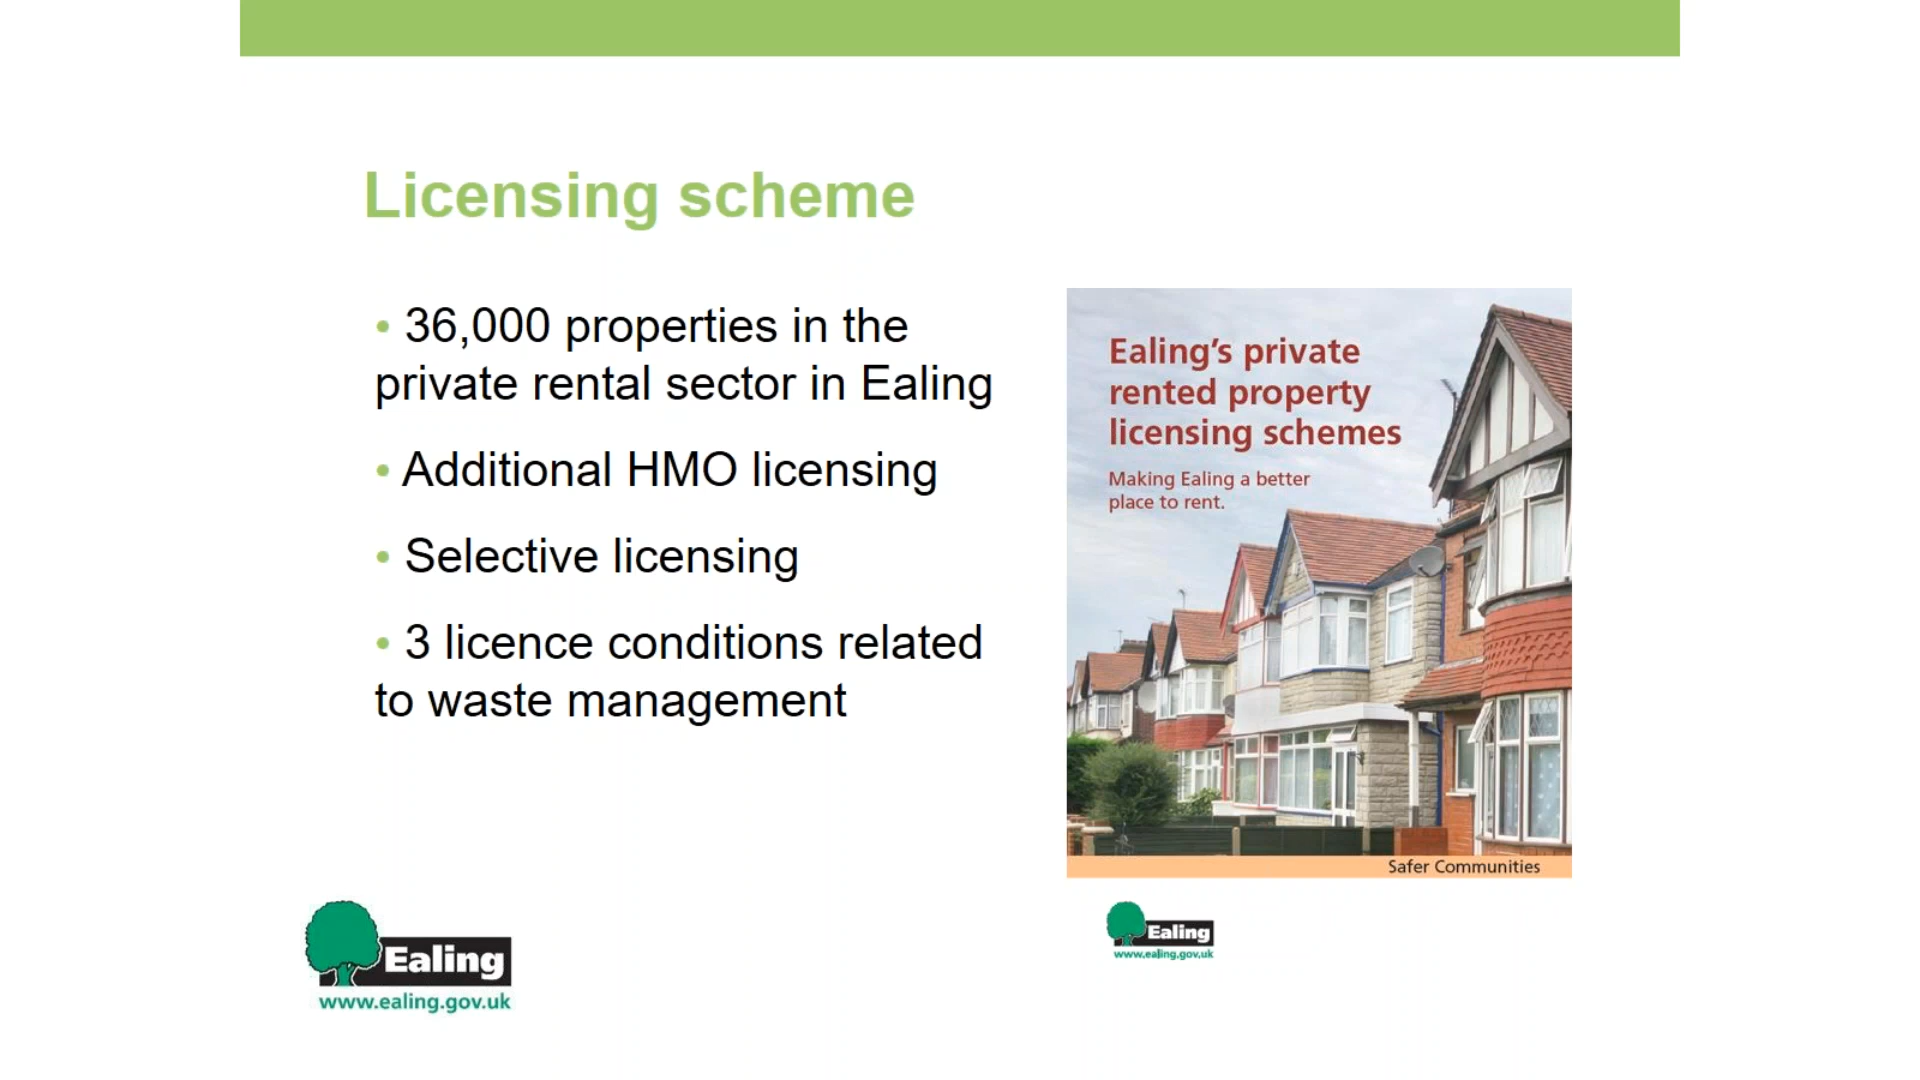 Licensing scheme
• 36,000 properties in the
private rental sector in Ealing
• Additional HMO licensing
• Selective licensing
• 3 licence conditions related
to waste management
Ealing's private
rented property
licensing schemes
Making Ealing a better
place to rent.
Safer Communities
Ealing
www.ealing.gov.uk
Ealing
www.ealing.gov.uk